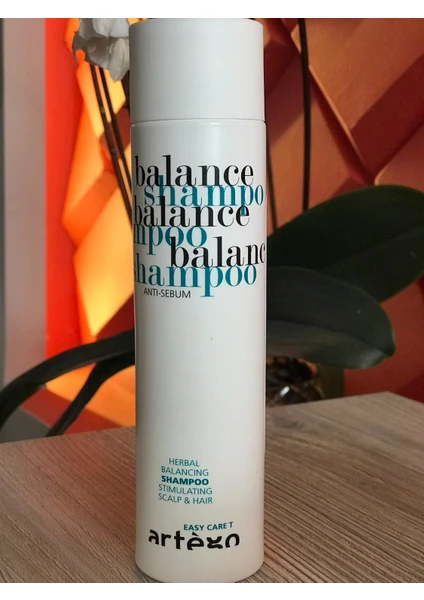 balance
shampo
balance
mpoo
balanc
shampoo
ANTI-SEBUM
HERBAL
BALANCING
SHAMPOO
STIMULATING
SCALP & HAIR
EASY CARE T
artègo